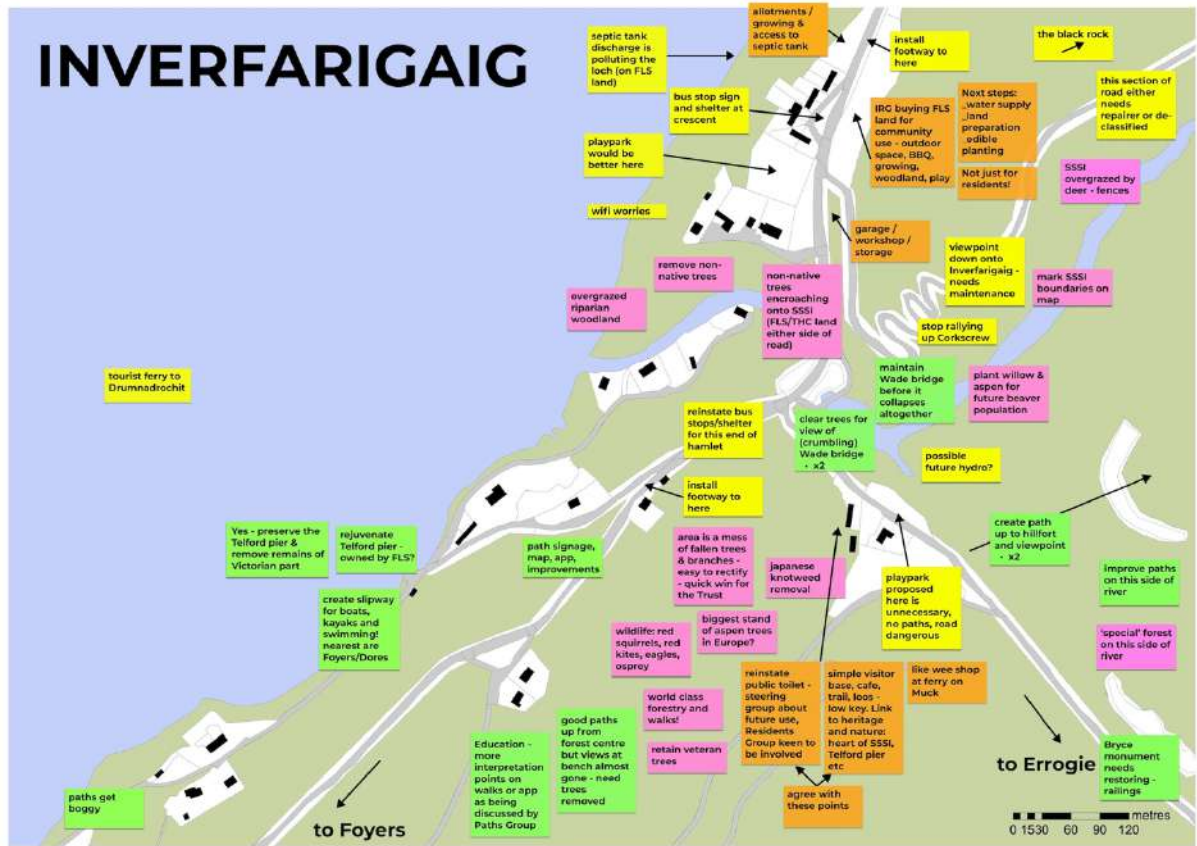 INVERFARIGAIG
septic tank
discharge is
polluting the
loch (on FLS
land)
allotments /
growing &
access to
septic tank
install
footway to
here
the black rock
this section of
road either
needs
repairer or de-
classified
bus stop sign
and shelter at
crescent
IRG buying FLS
land for
community
use - outdoor
space, BBQ,
growing,
woodland, play
Next steps:
_water supply
_land
preparation
_edible
planting
Not just for
residents!
SSSI
overgrazed by
deer - fences
playpark
would be
better here
wifi worries
garage /
workshop /
storage
viewpoint
down onto
Inverfarigaig -
needs
maintenance
mark SSSI
boundaries on
map
remove non-
native trees
non-native
trees
encroaching
onto SSSI
(FLS/THC land
either side of
road)
overgrazed
riparian
woodland
stop rallying
up Corkscrew
tourist ferry to
Drumnadrochit
maintain
Wade bridge
before it
collapses
altogether
plant willow &
aspen for
future beaver
population
reinstate bus
stops/shelter
for this end of
hamlet
clear trees for
view of
(crumbling)
Wade bridge
- x2
possible
future hydro?
install
footway to
here
Yes - preserve the
Telford pier &
remove remains of
Victorian part
rejuvenate
Telford pier -
owned by FLS?
path signage,
map, app,
improvements
area is a mess
of fallen trees
& branches -
easy to rectify
- quick win for
the Trust
japanese
knotweed
removal
playpark
proposed
here is
unnecessary,
no paths, road
dangerous
create path
up to hillfort
and viewpoint
- x2
improve paths
on this side of
river
create slipway
for boats,
kayaks and
swimming!
nearest are
Foyers/Dores
wildlife: red
squirrels, red
kites, eagles,
osprey
biggest stand
of aspen trees
in Europe?
'special' forest
on this side of
river
world class
forestry and
walks!
reinstate
public toilet -
steering
group about
future use,
Residents
Group keen to
be involved
simple visitor
base, cafe,
trail, loos -
low key. Link
to heritage
and nature:
heart of SSSI,
Telford pier
etc
like wee shop
at ferry on
Muck
retain veteran
trees
good paths
up from
forest centre
but views at
bench almost
gone - need
trees
removed
Education -
more
interpretation
points on
walks or app
as being
discussed by
Paths Group
agree with
these points
paths get
boggy
to Foyers
to Errogie
Bryce
monument
needs
restoring -
railings
metres
0 15 30 60 90 120